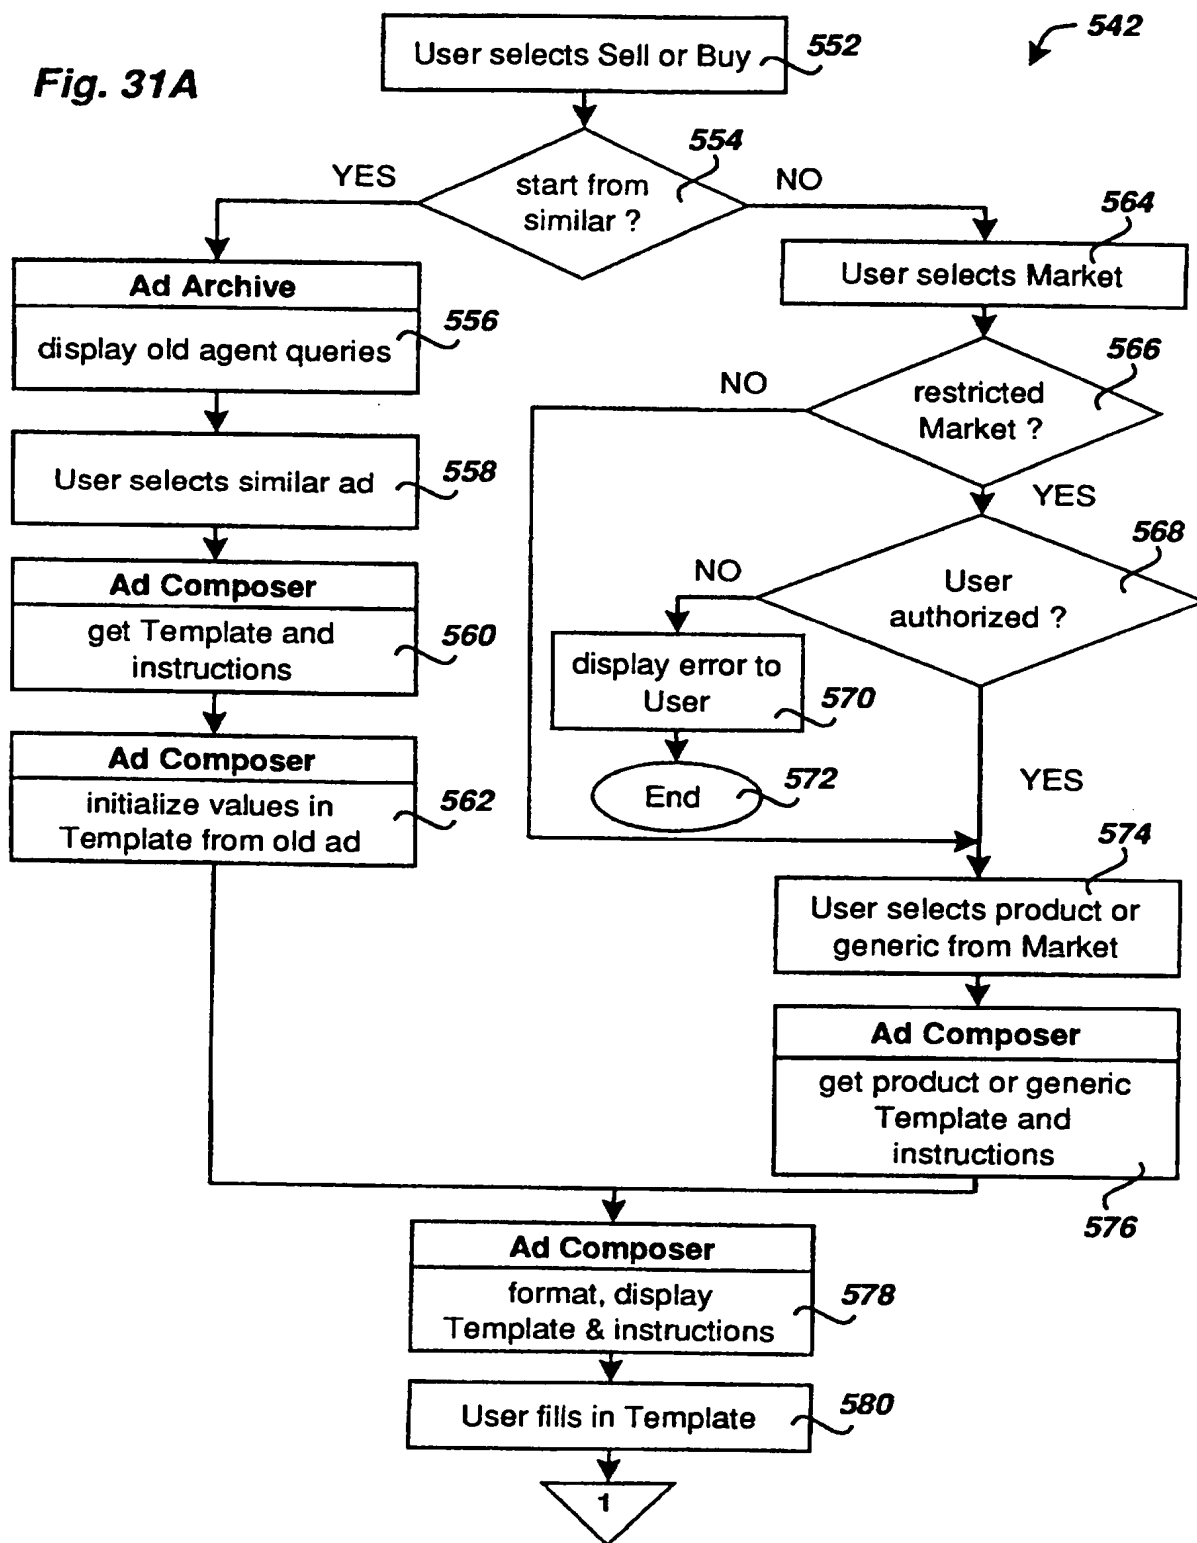 Fig. 31A
542
User selects Sell or Buy
552
554
start from
similar ?
YES
NO
Ad Archive
display old agent queries
556
User selects similar ad
558
Ad Composer
get Template and
instructions
560
Ad Composer
initialize values in
Template from old ad
562
564
User selects Market
566
restricted
Market ?
NO
YES
568
User
authorized ?
NO
display error to
User
570
End
572
YES
574
User selects product or
generic from Market
Ad Composer
get product or generic
Template and
instructions
576
Ad Composer
format, display
Template & instructions
578
User fills in Template
580
1